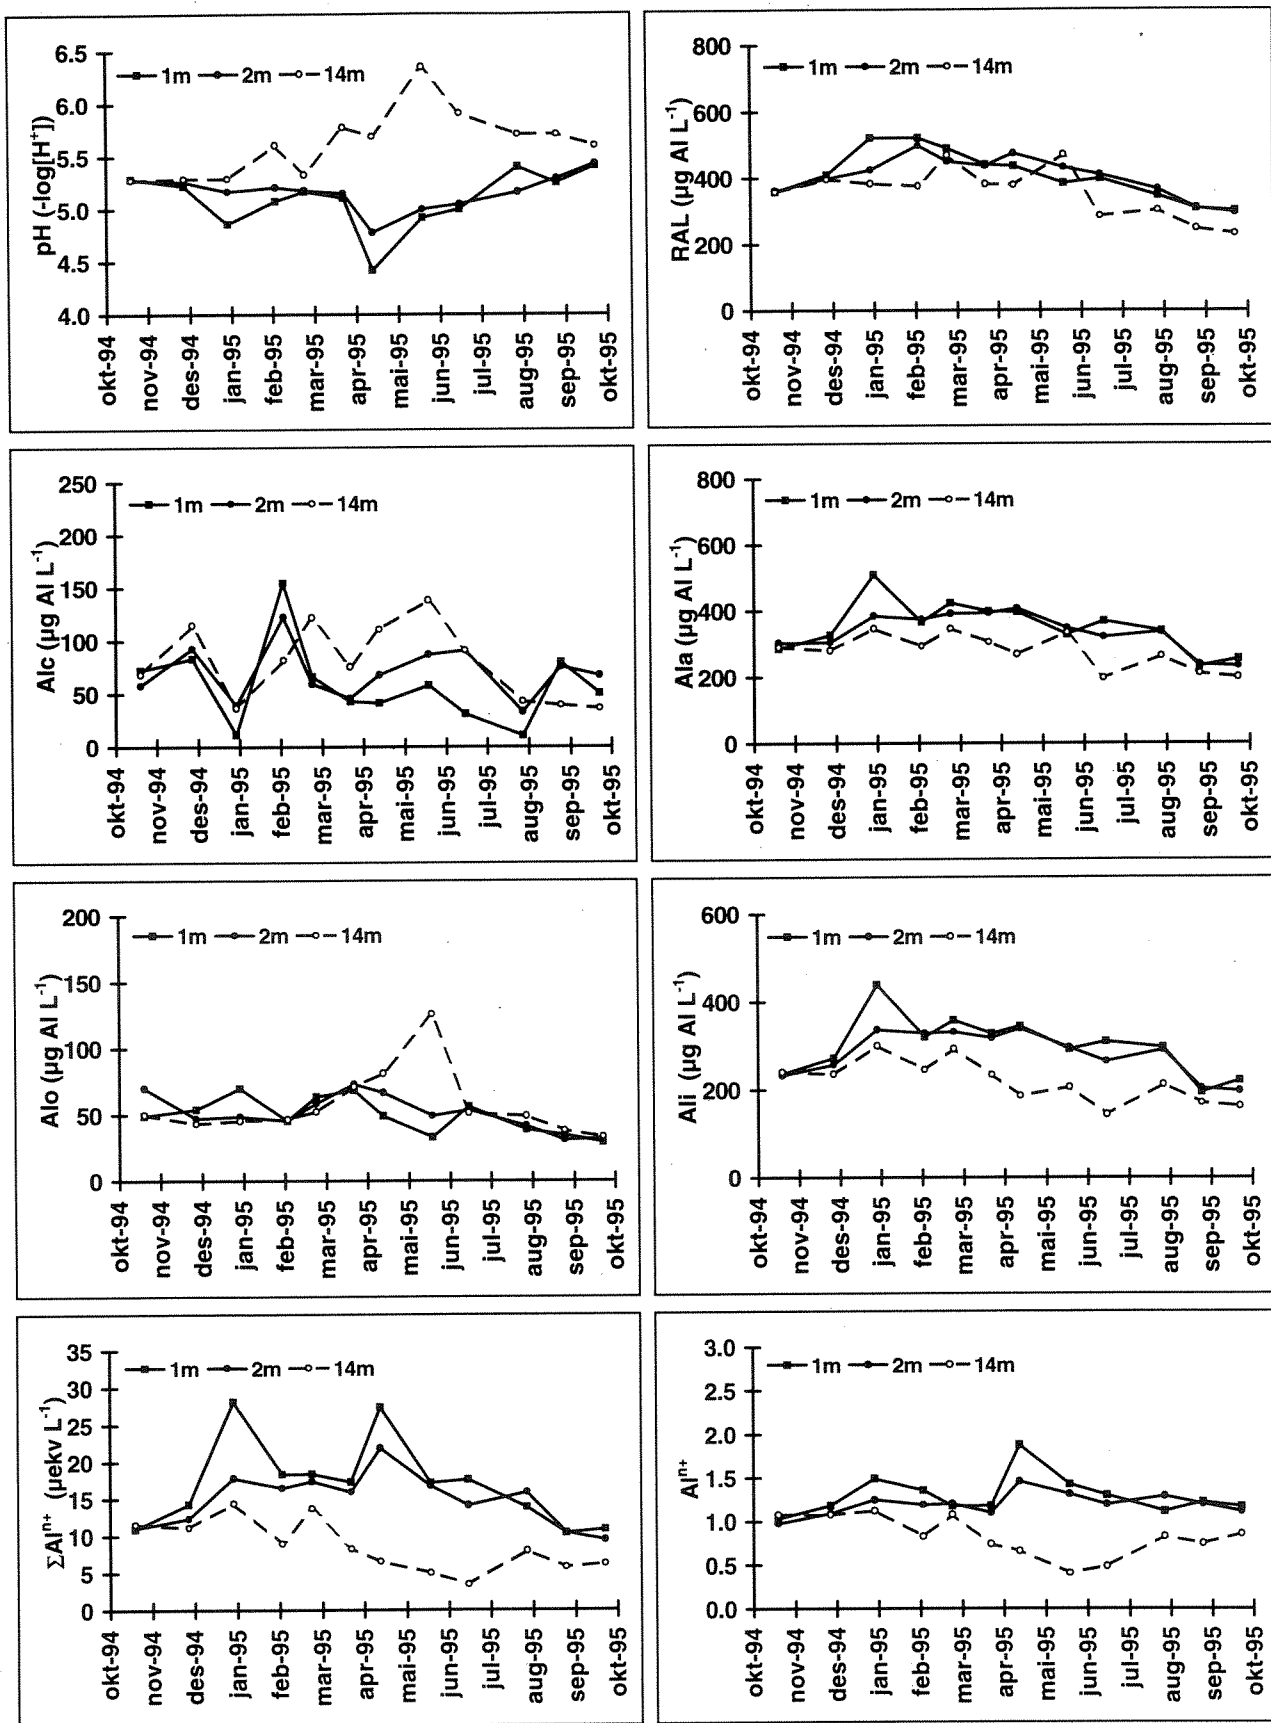 pH (-log[H⁺])
6.5
6.0
5.5
5.0
4.5
4.0
1m 2m 14m
okt-94 nov-94 des-94 jan-95 feb-95 mar-95 apr-95 mai-95 jun-95 jul-95 aug-95 sep-95 okt-95
RAL (µg Al L⁻¹)
800
600
400
200
0
1m 2m 14m
okt-94 nov-94 des-94 jan-95 feb-95 mar-95 apr-95 mai-95 jun-95 jul-95 aug-95 sep-95 okt-95
Alc (µg Al L⁻¹)
250
200
150
100
50
0
1m 2m 14m
okt-94 nov-94 des-94 jan-95 feb-95 mar-95 apr-95 mai-95 jun-95 jul-95 aug-95 sep-95 okt-95
Ala (µg Al L⁻¹)
800
600
400
200
0
1m 2m 14m
okt-94 nov-94 des-94 jan-95 feb-95 mar-95 apr-95 mai-95 jun-95 jul-95 aug-95 sep-95 okt-95
Alo (µg Al L⁻¹)
200
150
100
50
0
1m 2m 14m
okt-94 nov-94 des-94 jan-95 feb-95 mar-95 apr-95 mai-95 jun-95 jul-95 aug-95 sep-95 okt-95
Ali (µg Al L⁻¹)
600
400
200
0
1m 2m 14m
okt-94 nov-94 des-94 jan-95 feb-95 mar-95 apr-95 mai-95 jun-95 jul-95 aug-95 sep-95 okt-95
ΣAlⁿ⁺ (µekv L⁻¹)
35
30
25
20
15
10
5
0
1m 2m 14m
okt-94 nov-94 des-94 jan-95 feb-95 mar-95 apr-95 mai-95 jun-95 jul-95 aug-95 sep-95 okt-95
Alⁿ⁺
3.0
2.5
2.0
1.5
1.0
0.5
0.0
1m 2m 14m
okt-94 nov-94 des-94 jan-95 feb-95 mar-95 apr-95 mai-95 jun-95 jul-95 aug-95 sep-95 okt-95